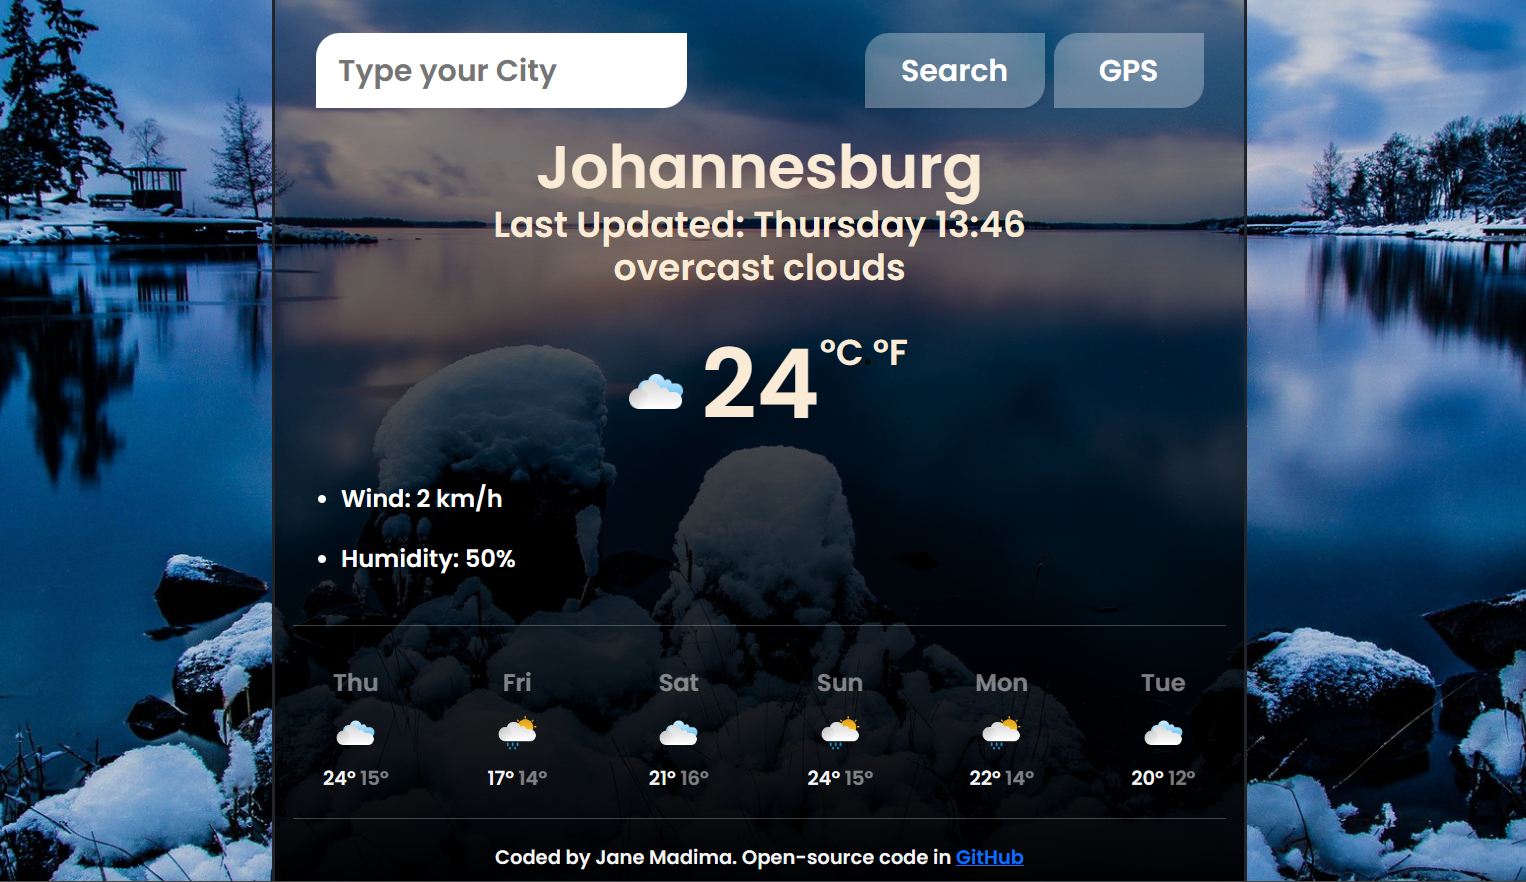 Type your City
Search
GPS
Johannesburg
Last Updated: Thursday 13:46
overcast clouds
24 °C °F
• Wind: 2 km/h
• Humidity: 50%
Thu Fri Sat Sun Mon Tue
24° 15° 17° 14° 21° 16° 24° 15° 22° 14° 20° 12°
Coded by Jane Madima. Open-source code in GitHub